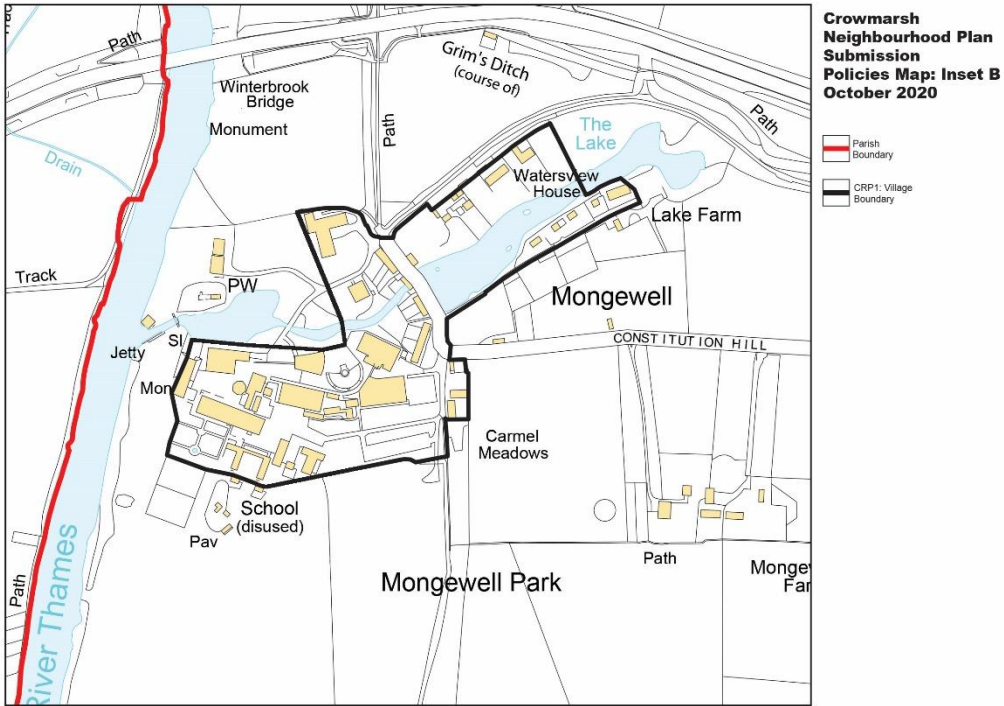 Crowmarsh
Neighbourhood Plan
Submission
Policies Map: Inset B
October 2020
Parish
Boundary
CRP1: Village
Boundary
Path
Grim's Ditch
(course of)
Winterbrook
Bridge
Monument
Path
Path
The
Lake
Drain
Watersview
House
Lake Farm
Track
PW
Mongewell
Jetty
Sl
CONSTITUTION HILL
Mon
Carmel
Meadows
School
(disused)
Pav
Path
Path
Mongewell Park
River Thames